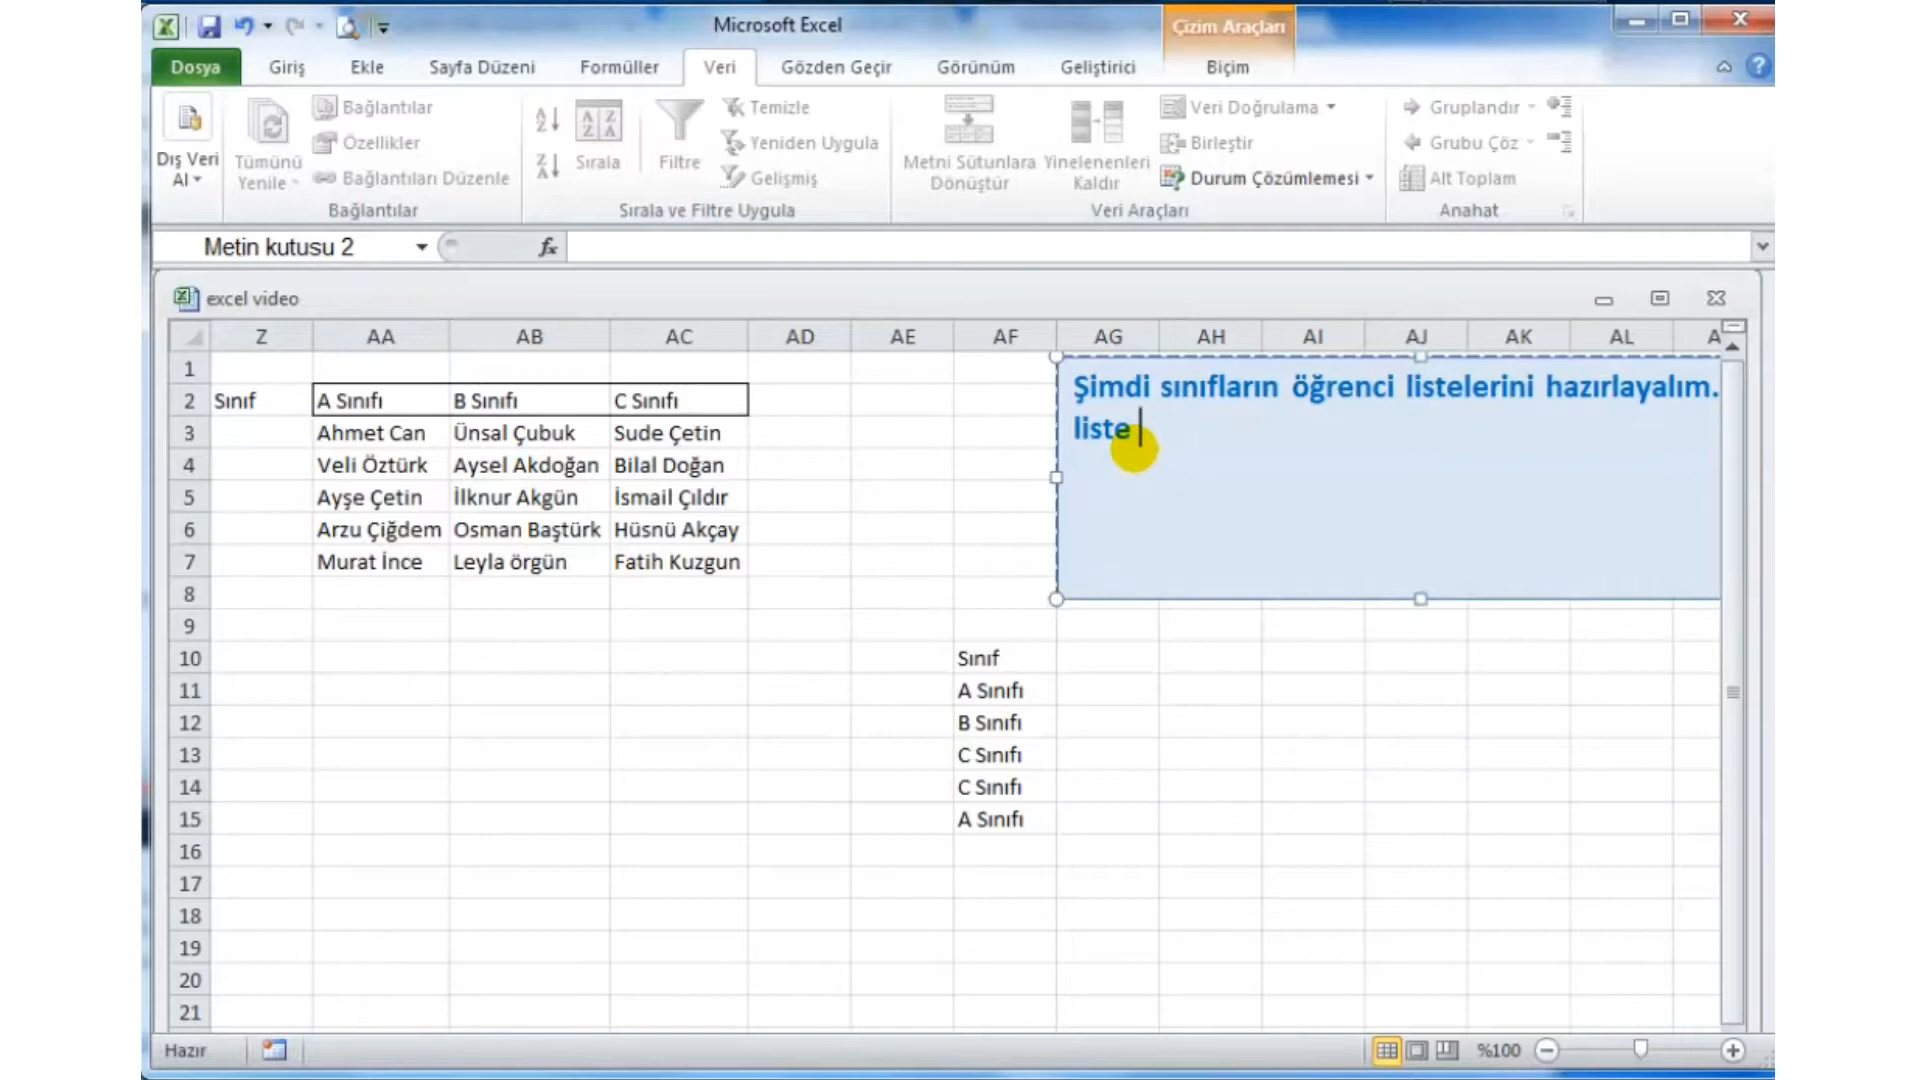 Microsoft Excel
Çizim Araçları
Dosya Giriş Ekle Sayfa Düzeni Formüller Veri Gözden Geçir Görünüm Geliştirici Biçim
Dış Veri Al
Tümünü Yenile
Bağlantılar
Özellikler
Bağlantıları Düzenle
Bağlantılar
Sırala
Filtre
Temizle
Yeniden Uygula
Gelişmiş
Sırala ve Filtre Uygula
Metni Sütunlara Dönüştür
Yinelenenleri Kaldır
Veri Doğrulama
Birleştir
Durum Çözümlemesi
Veri Araçları
Gruplandır
Grubu Çöz
Alt Toplam
Anahat
Metin kutusu 2 fx
excel video
Z AA AB AC AD AE AF AG AH AI AJ AK AL A
1
2 Sınıf A Sınıfı B Sınıfı C Sınıfı
3 Ahmet Can Ünsal Çubuk Sude Çetin
4 Veli Öztürk Aysel Akdoğan Bilal Doğan
5 Ayşe Çetin İlknur Akgün İsmail Çıldır
6 Arzu Çiğdem Osman Baştürk Hüsnü Akçay
7 Murat İnce Leyla örgün Fatih Kuzgun
Şimdi sınıfların öğrenci listelerini hazırlayalım.
liste
8
9
10 Sınıf
11 A Sınıfı
12 B Sınıfı
13 C Sınıfı
14 C Sınıfı
15 A Sınıfı
16
17
18
19
20
21
Hazır %100